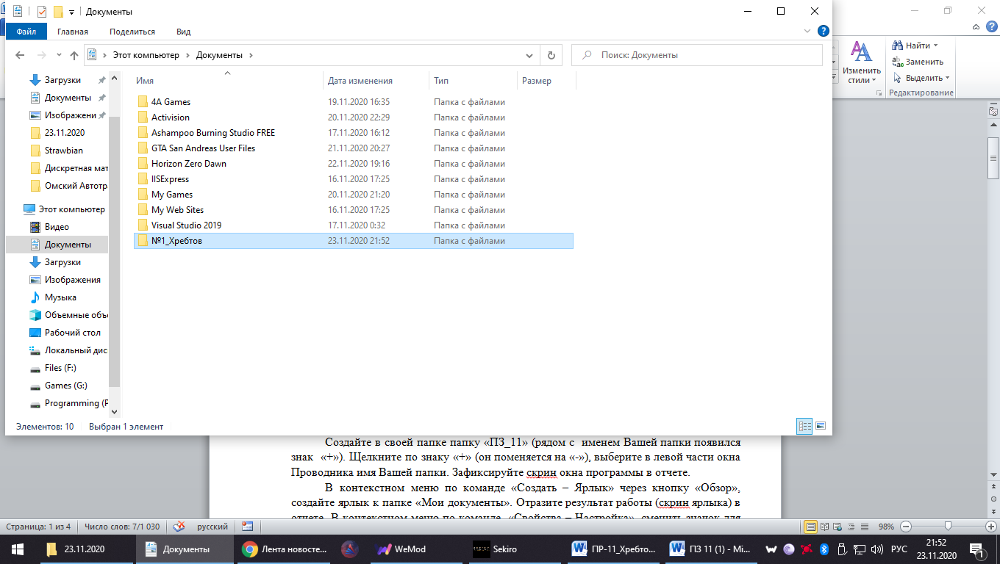 Документы
Файл Главная Поделиться Вид
Этот компьютер Документы
Поиск: Документы
Найти
Заменить
Выделить
Изменить
стили
Редактирование
Загрузки
Документы
Изображени
23.11.2020
Strawbian
Дискретная мат
Омский Автотра
Этот компьютер
Видео
Документы
Загрузки
Изображения
Музыка
Объемные объ
Рабочий стол
Локальный дис
Files (F:)
Games (G:)
Programming (P
Имя Дата изменения Тип Размер
4A Games 19.11.2020 16:35 Папка с файлами
Activision 20.11.2020 22:29 Папка с файлами
Ashampoo Burning Studio FREE 17.11.2020 16:12 Папка с файлами
GTA San Andreas User Files 21.11.2020 20:27 Папка с файлами
Horizon Zero Dawn 22.11.2020 19:16 Папка с файлами
IISExpress 16.11.2020 17:25 Папка с файлами
My Games 20.11.2020 21:20 Папка с файлами
My Web Sites 16.11.2020 17:25 Папка с файлами
Visual Studio 2019 17.11.2020 0:32 Папка с файлами
№1_Хребтов 23.11.2020 21:52 Папка с файлами
Элементов: 10 Выбран 1 элемент
Создайте в своей папке папку «ПЗ_11» (рядом с именем Вашей папки появился
знак «+»). Щелкните по знаку «+» (он поменяется на «-»), выберите в левой части окна
Проводника имя Вашей папки. Зафиксируйте скрин окна программы в отчете.
В контекстном меню по команде «Создать – Ярлык» через кнопку «Обзор»,
создайте ярлык к папке «Мои документы». Отразите результат работы (скрин ярлыка) в
отчете. В контекстном меню по команде «Свойства – Настройка», сменить значок для
Страница: 1 из 4 Число слов: 7/1 030 русский 98%
23.11.2020 Документы Лента новосте... WeMod Sekiro ПР-11_Хребто... ПЗ 11 (1) - Mi... РУС
21:52
23.11.2020
1